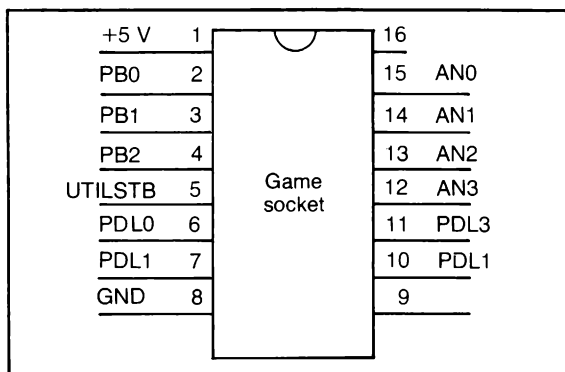 +5 V 1 16
PB0 2 15 AN0
PB1 3 14 AN1
PB2 4 13 AN2
UTILSTB 5 12 AN3
Game
socket
PDL0 6 11 PDL3
PDL1 7 10 PDL1
GND 8 9